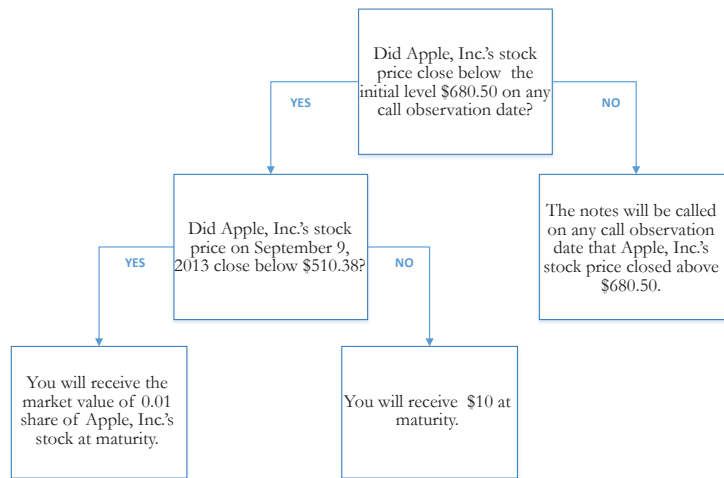 Did Apple, Inc.'s stock
price close below the
initial level $680.50 on any
call observation date?
YES
NO
Did Apple, Inc.'s stock
price on September 9,
2013 close below $510.38?
The notes will be called
on any call observation
date that Apple, Inc.'s
stock price closed above
$680.50.
YES
NO
You will receive the
market value of 0.01
share of Apple, Inc.'s
stock at maturity.
You will receive $10 at
maturity.